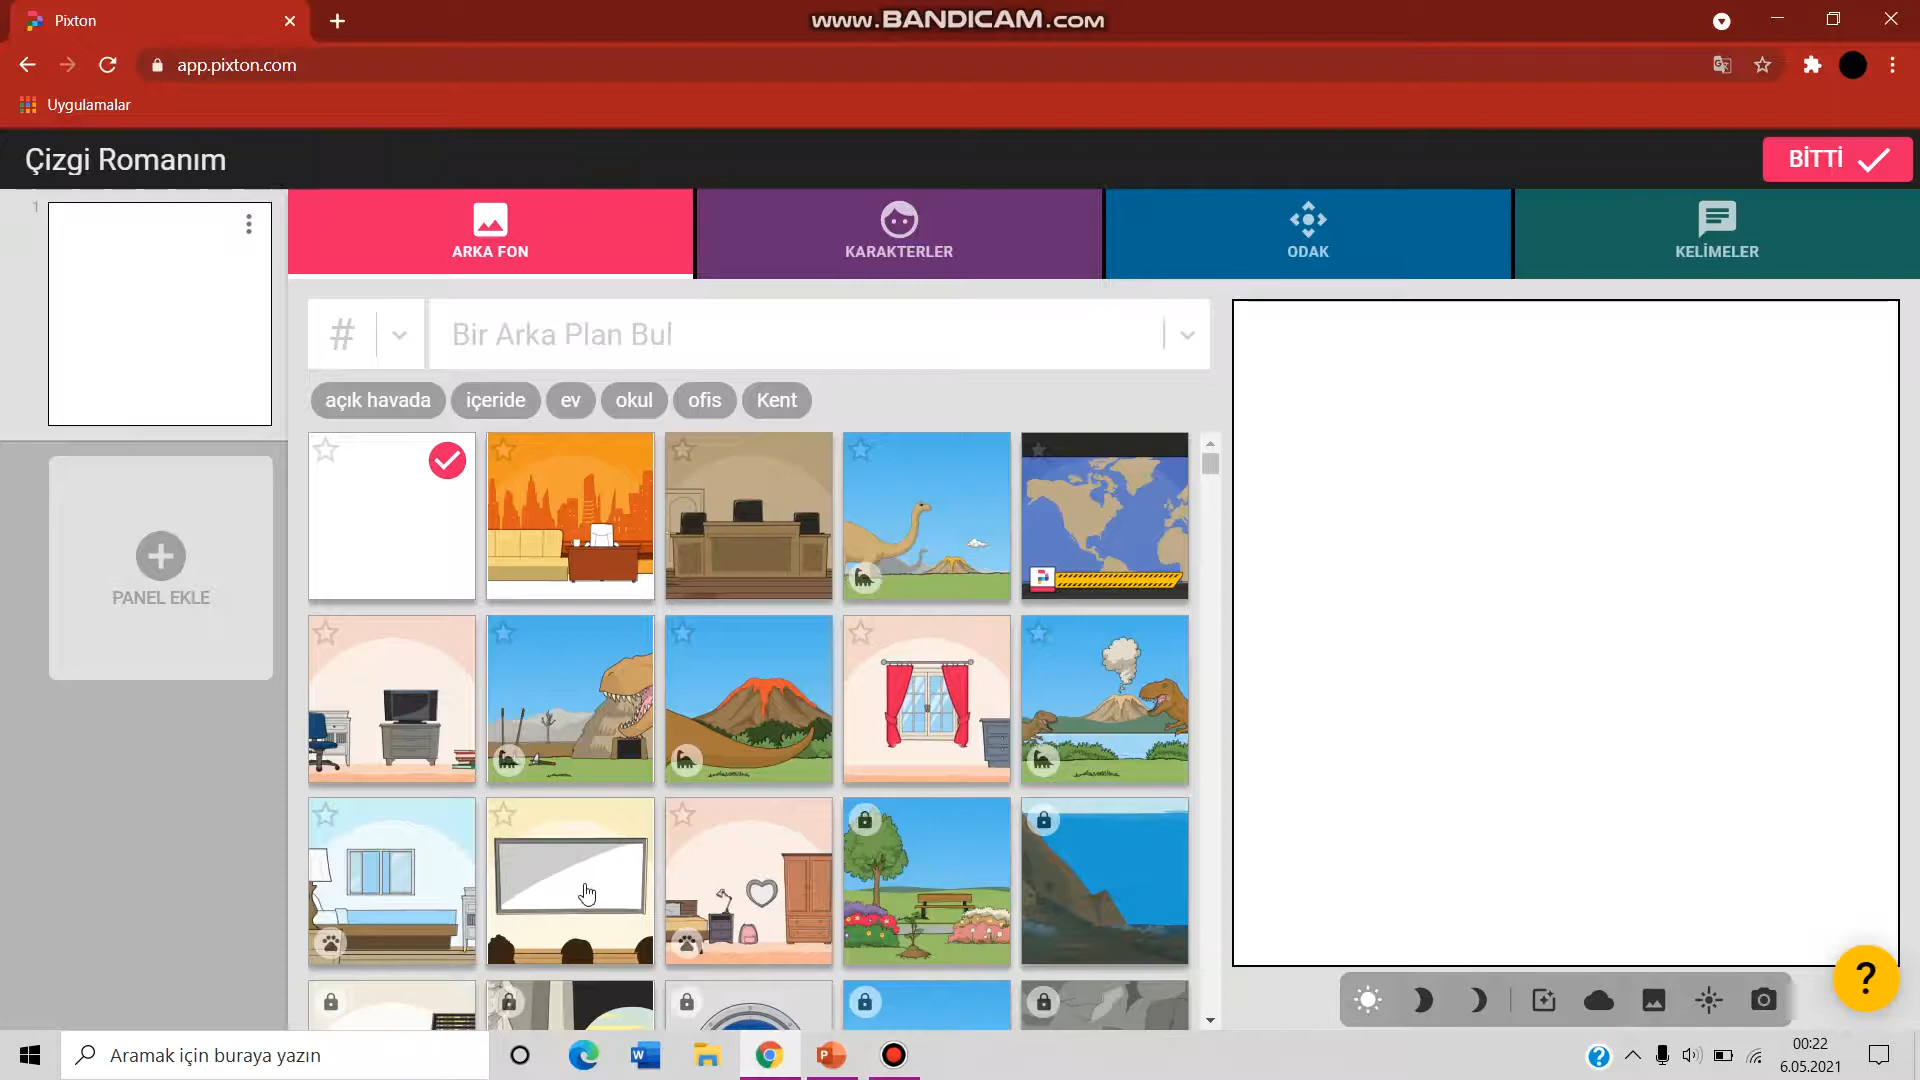 Pixton
www.BANDICAM.com
app.pixton.com
Uygulamalar
Çizgi Romanım
BİTTİ
1
ARKA FON
KARAKTERLER
ODAK
KELİMELER
#
Bir Arka Plan Bul
açık havada
içeride
ev
okul
ofis
Kent
PANEL EKLE
?
Aramak için buraya yazın
00:22
6.05.2021